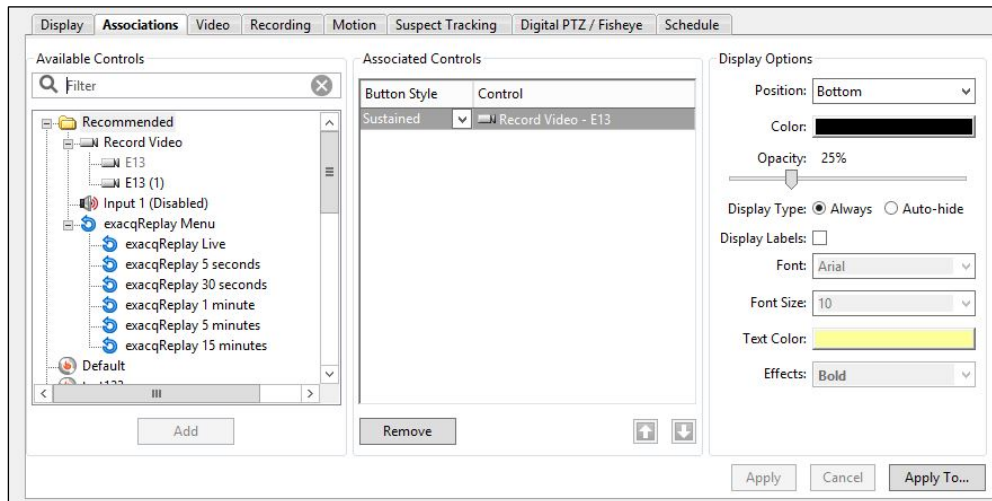 Display Associations Video Recording Motion Suspect Tracking Digital PTZ / Fisheye Schedule
Available Controls
Filter
Recommended
Record Video
E13
E13 (1)
Input 1 (Disabled)
exacqReplay Menu
exacqReplay Live
exacqReplay 5 seconds
exacqReplay 30 seconds
exacqReplay 1 minute
exacqReplay 5 minutes
exacqReplay 15 minutes
Default
Add
Associated Controls
Button Style Control
Sustained Record Video - E13
Remove
Display Options
Position: Bottom
Color:
Opacity: 25%
Display Type: Always Auto-hide
Display Labels:
Font: Arial
Font Size: 10
Text Color:
Effects: Bold
Apply Cancel Apply To...